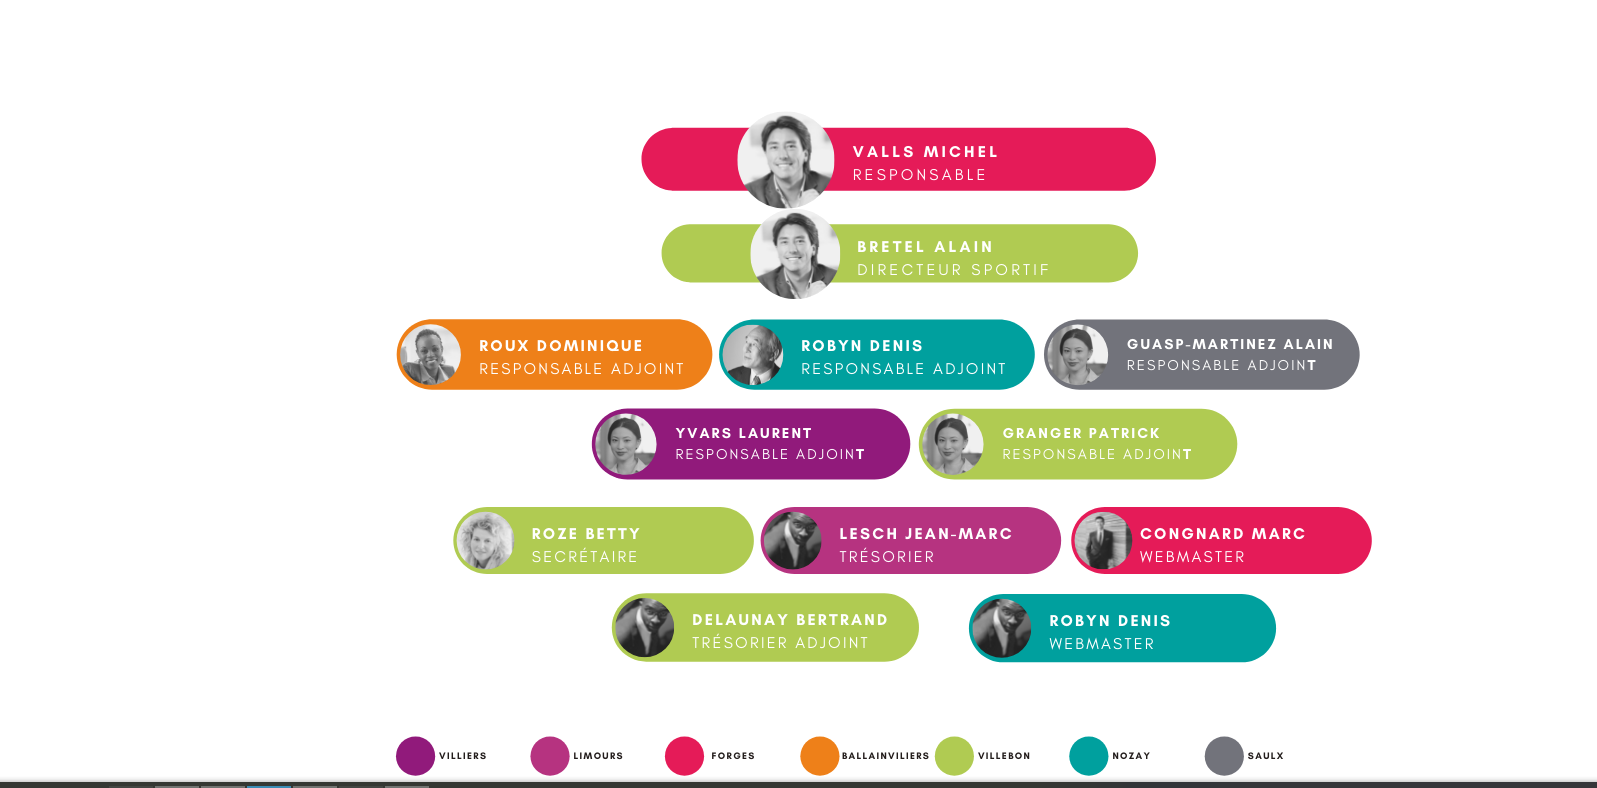 VALLS MICHEL
RESPONSABLE
BRETEL ALAIN
DIRECTEUR SPORTIF
ROUX DOMINIQUE
RESPONSABLE ADJOINT
ROBYN DENIS
RESPONSABLE ADJOINT
GUASP-MARTINEZ ALAIN
RESPONSABLE ADJOINT
YVARS LAURENT
RESPONSABLE ADJOINT
GRANGER PATRICK
RESPONSABLE ADJOINT
ROZE BETTY
SECRÉTAIRE
LESCH JEAN-MARC
TRÉSORIER
CONGNARD MARC
WEBMASTER
DELAUNAY BERTRAND
TRÉSORIER ADJOINT
ROBYN DENIS
WEBMASTER
VILLIERS
LIMOURS
FORGES
BALLAINVILIERS
VILLEBON
NOZAY
SAULX